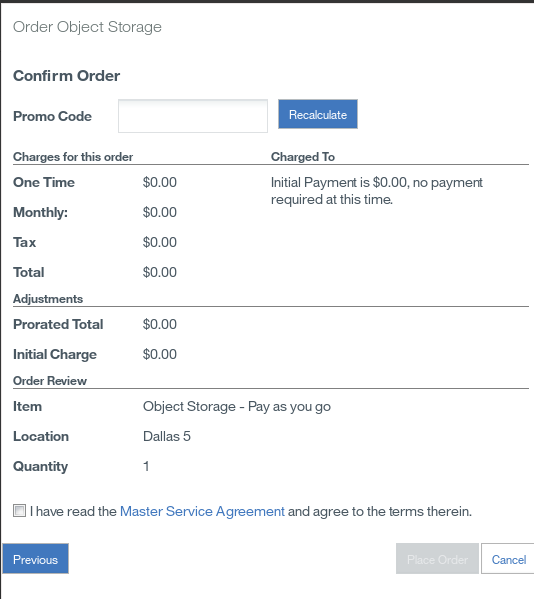 Order Object Storage
Confirm Order
Promo Code Recalculate
Charges for this order Charged To
One Time $0.00 Initial Payment is $0.00, no payment
required at this time.
Monthly: $0.00
Tax $0.00
Total $0.00
Adjustments
Prorated Total $0.00
Initial Charge $0.00
Order Review
Item Object Storage - Pay as you go
Location Dallas 5
Quantity 1
I have read the Master Service Agreement and agree to the terms therein.
Previous Place Order Cancel